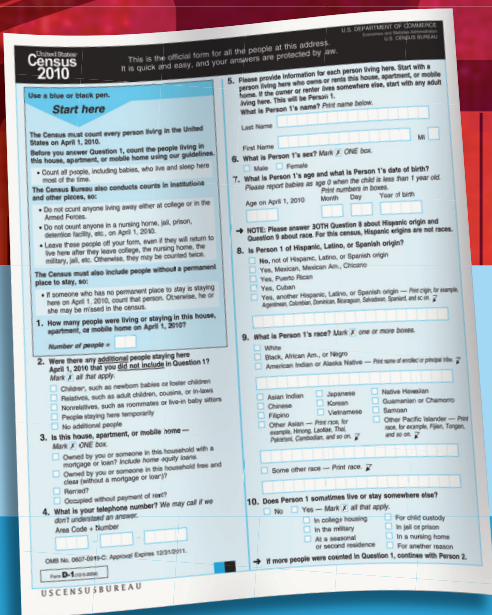 U.S. DEPARTMENT OF COMMERCE
Economics and Statistics Administration
U.S. CENSUS BUREAU
United States
Census
2010
This is the official form for all the people at this address.
It is quick and easy, and your answers are protected by law.
Use a blue or black pen.
Start here
The Census must count every person living in the United
States on April 1, 2010.
Before you answer Question 1, count the people living in
this house, apartment, or mobile home using our guidelines.
• Count all people, including babies, who live and sleep here
most of the time.
The Census Bureau also conducts counts in institutions
and other places, so:
• Do not count anyone living away either at college or in the
Armed Forces.
• Do not count anyone in a nursing home, jail, prison,
detention facility, etc., on April 1, 2010.
• Leave these people off your form, even if they will return to
live here after they leave college, the nursing home, the
military, jail, etc. Otherwise, they may be counted twice.
The Census must also include people without a permanent
place to stay, so:
• If someone who has no permanent place to stay is staying
here on April 1, 2010, count that person. Otherwise, he or
she may be missed in the census.
1. How many people were living or staying in this house,
apartment, or mobile home on April 1, 2010?
Number of people =
2. Were there any additional people staying here
April 1, 2010 that you did not include in Question 1?
Mark X all that apply.
Children, such as newborn babies or foster children
Relatives, such as adult children, cousins, or in-laws
Nonrelatives, such as roommates or live-in baby sitters
People staying here temporarily
No additional people
3. Is this house, apartment, or mobile home —
Mark X ONE box.
Owned by you or someone in this household with a
mortgage or loan? Include home equity loans.
Owned by you or someone in this household free and
clear (without a mortgage or loan)?
Rented?
Occupied without payment of rent?
4. What is your telephone number? We may call if we
don't understand an answer.
Area Code + Number
OMB No. 0607-0919-C: Approval Expires 12/31/2011.
Form D-1
USCENSUSBUREAU
5. Please provide information for each person living here. Start with a
person living here who owns or rents this house, apartment, or mobile
home. If the owner or renter lives somewhere else, start with any adult
living here. This will be Person 1.
What is Person 1's name? Print name below.
Last Name
First Name
MI
6. What is Person 1's sex? Mark X ONE box.
Male
Female
7. What is Person 1's age and what is Person 1's date of birth?
Please report babies as age 0 when the child is less than 1 year old.
Print numbers in boxes.
Age on April 1, 2010
Month
Day
Year of birth
→ NOTE: Please answer BOTH Question 8 about Hispanic origin and
Question 9 about race. For this census, Hispanic origins are not races.
8. Is Person 1 of Hispanic, Latino, or Spanish origin?
No, not of Hispanic, Latino, or Spanish origin
Yes, Mexican, Mexican Am., Chicano
Yes, Puerto Rican
Yes, Cuban
Yes, another Hispanic, Latino, or Spanish origin — Print origin, for example,
Argentinean, Colombian, Dominican, Nicaraguan, Salvadoran, Spaniard, and so on.
9. What is Person 1's race? Mark X one or more boxes.
White
Black, African Am., or Negro
American Indian or Alaska Native — Print name of enrolled or principal tribe.
Asian Indian
Japanese
Native Hawaiian
Chinese
Korean
Guamanian or Chamorro
Filipino
Vietnamese
Samoan
Other Asian — Print race, for
example, Hmong, Laotian, Thai,
Pakistani, Cambodian, and so on.
Other Pacific Islander — Print
race, for example, Fijian, Tongan,
and so on.
Some other race — Print race.
10. Does Person 1 sometimes live or stay somewhere else?
No
Yes — Mark X all that apply.
In college housing
For child custody
In the military
In jail or prison
At a seasonal
or second residence
In a nursing home
For another reason
→ If more people were counted in Question 1, continue with Person 2.